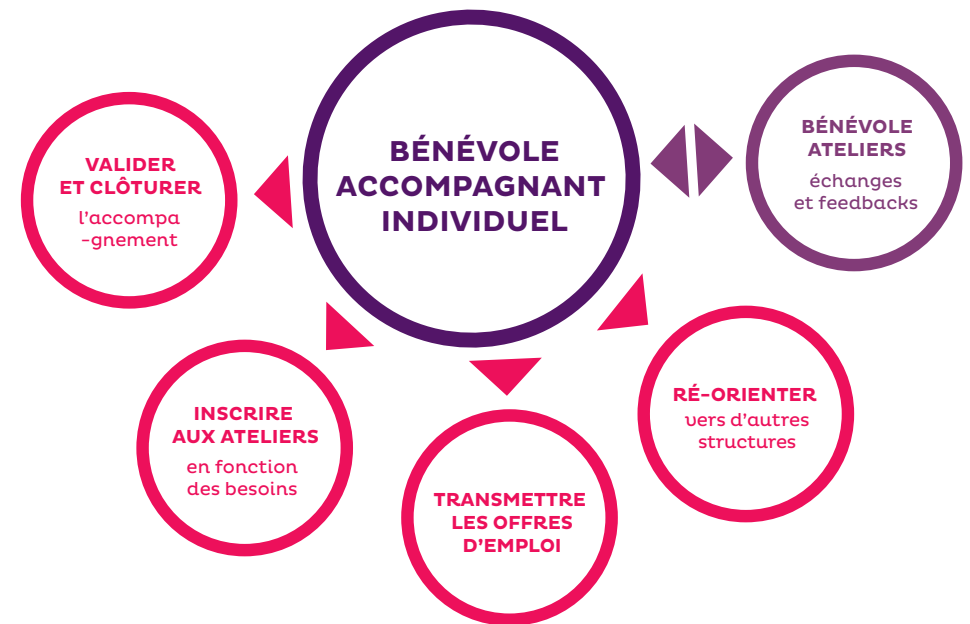 BÉNÉVOLE
ACCOMPAGNANT
INDIVIDUEL
BÉNÉVOLE
ATELIERS
échanges
et feedbacks
VALIDER
ET CLÔTURER
l'accompa
-gnement
INSCRIRE
AUX ATELIERS
en fonction
des besoins
TRANSMETTRE
LES OFFRES
D'EMPLOI
RÉ-ORIENTER
vers d'autres
structures